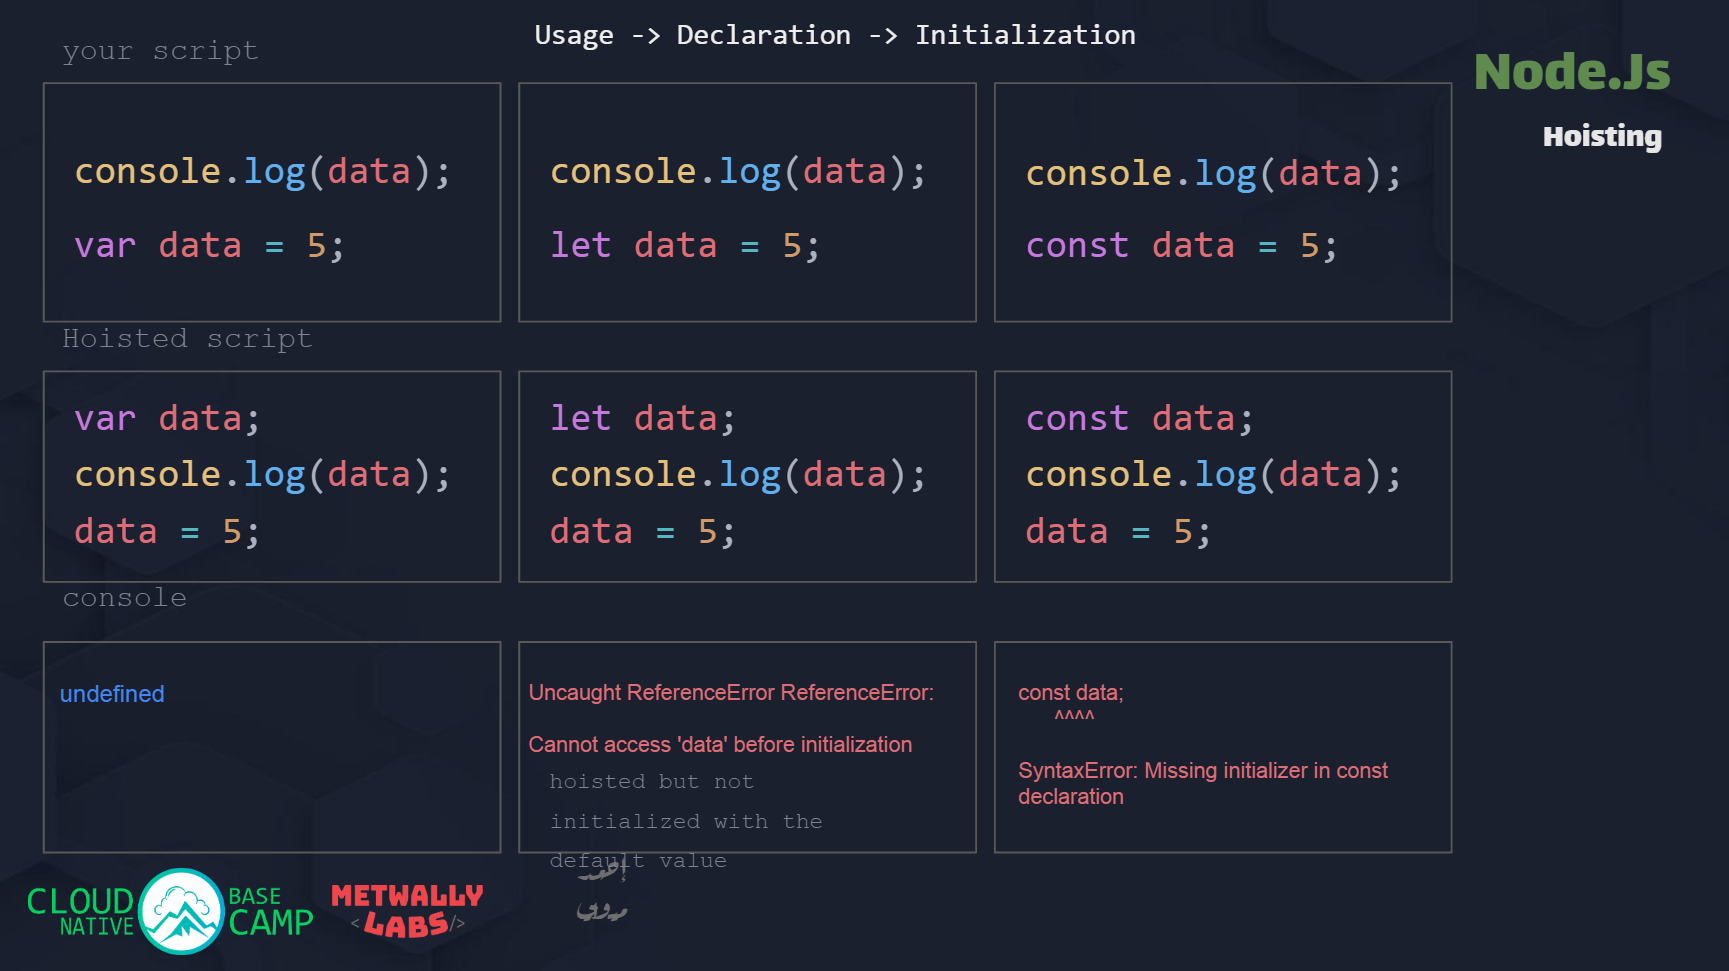 Usage -> Declaration -> Initialization
Node.Js
Hoisting
your script
console.log(data);
var data = 5;
console.log(data);
let data = 5;
console.log(data);
const data = 5;
Hoisted script
var data;
console.log(data);
data = 5;
let data;
console.log(data);
data = 5;
const data;
console.log(data);
data = 5;
console
undefined
Uncaught ReferenceError ReferenceError:
Cannot access 'data' before initialization
hoisted but not
initialized with the
default value
const data;
^^^^
SyntaxError: Missing initializer in const
declaration
CLOUD NATIVE
BASE CAMP
METWALLY
<LABS/>